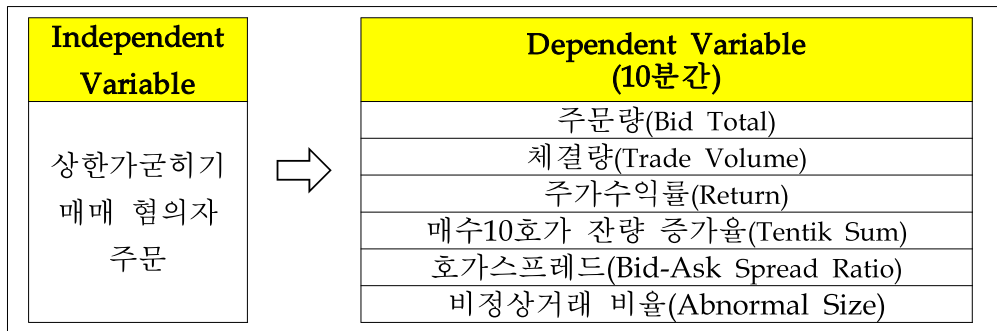 Independent
Variable
상한가굳히기
매매 혐의자
주문
Dependent Variable
(10분간)
주문량(Bid Total)
체결량(Trade Volume)
주가수익률(Return)
매수10호가 잔량 증가율(Tentik Sum)
호가스프레드(Bid-Ask Spread Ratio)
비정상거래 비율(Abnormal Size)